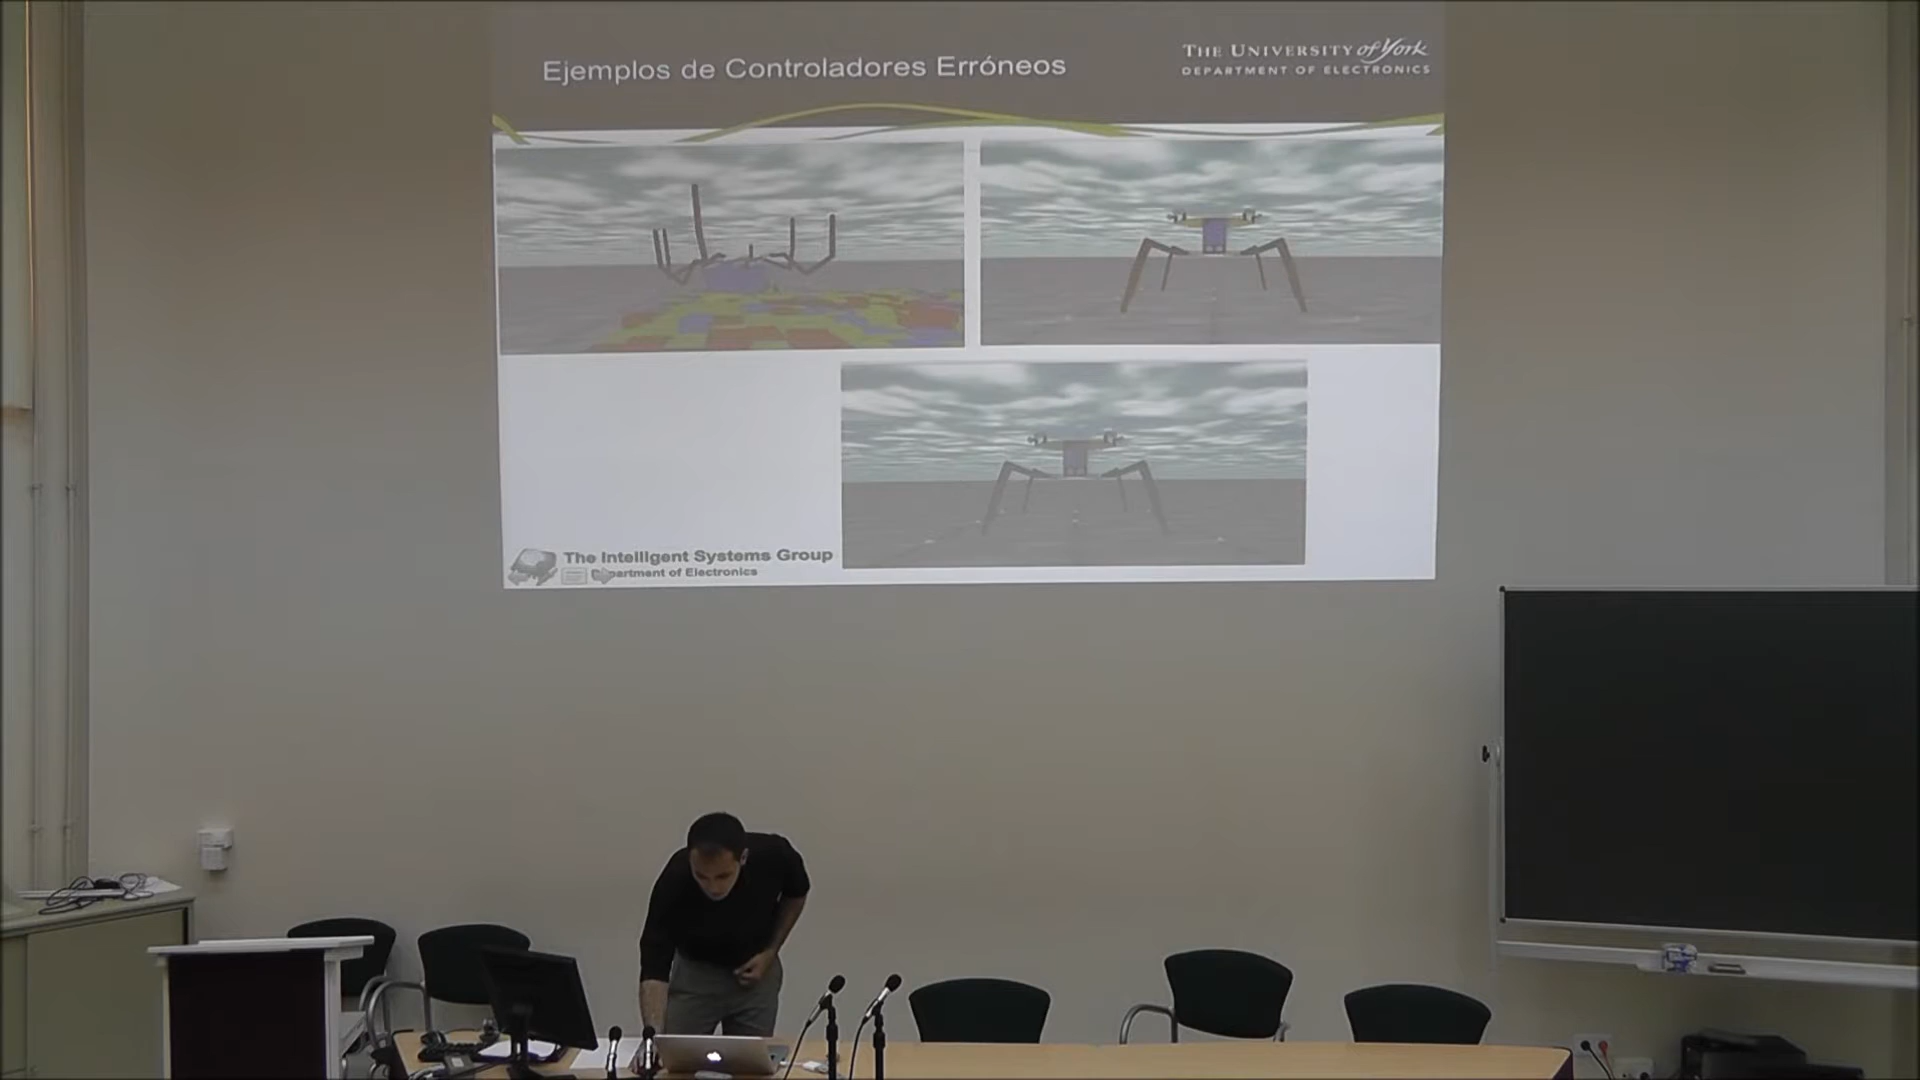 Ejemplos de Controladores Erróneos
THE UNIVERSITY of York
DEPARTMENT OF ELECTRONICS
The Intelligent Systems Group
Department of Electronics